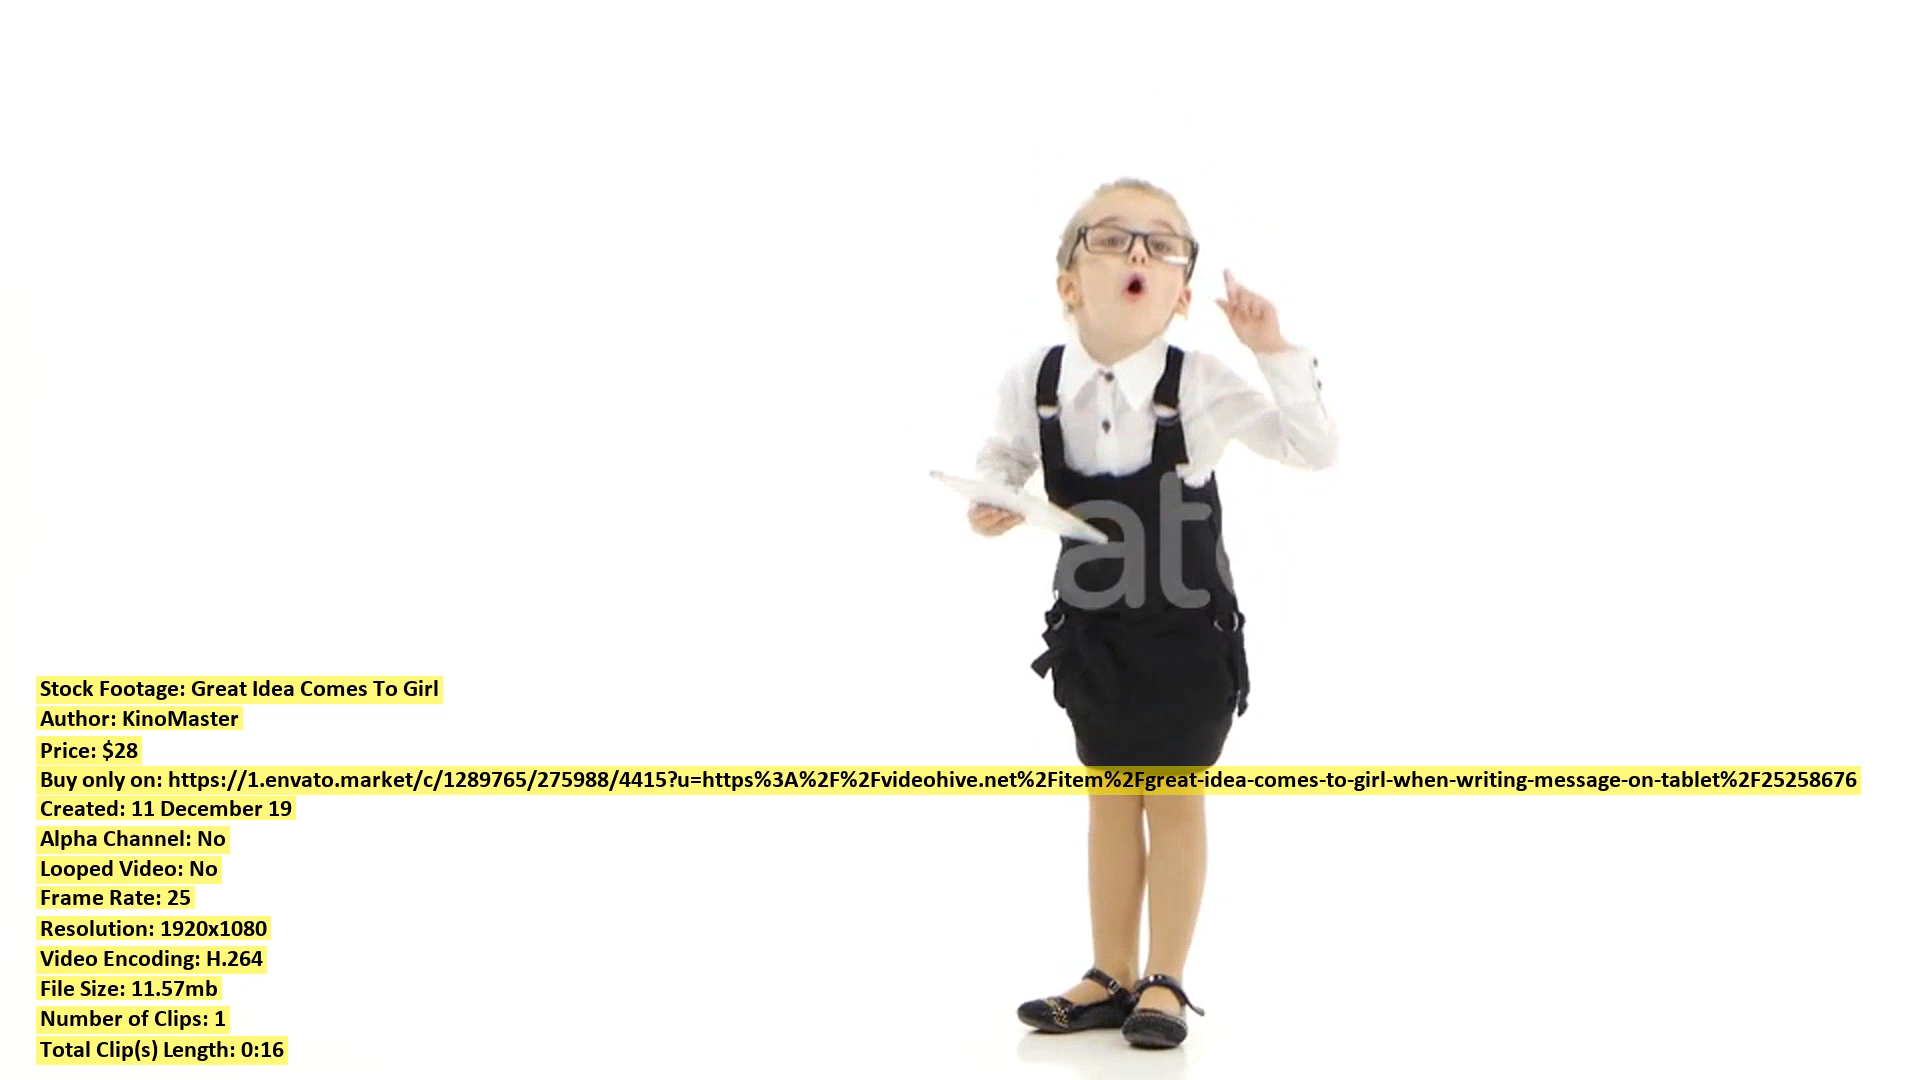 ato
Stock Footage: Great Idea Comes To Girl
Author: KinoMaster
Price: $28
Buy only on: https://1.envato.market/c/1289765/275988/4415?u=https%3A%2F%2Fvideohive.net%2Fitem%2Fgreat-idea-comes-to-girl-when-writing-message-on-tablet%2F25258676
Created: 11 December 19
Alpha Channel: No
Looped Video: No
Frame Rate: 25
Resolution: 1920x1080
Video Encoding: H.264
File Size: 11.57mb
Number of Clips: 1
Total Clip(s) Length: 0:16